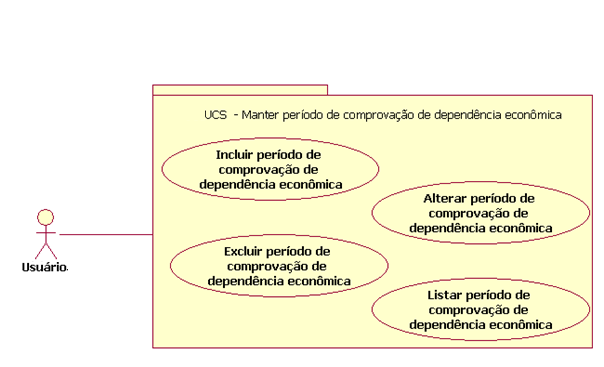 UCS - Manter período de comprovação de dependência econômica
Incluir período de
comprovação de
dependência econômica
Alterar período de
comprovação de
dependência econômica
Excluir período de
comprovação de
dependência econômica
Usuário
Listar período de
comprovação de
dependência econômica